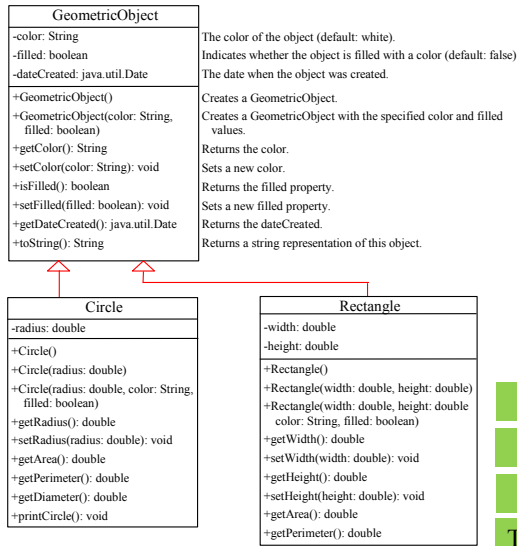 GeometricObject
-color: String
The color of the object (default: white).
-filled: boolean
Indicates whether the object is filled with a color (default: false)
-dateCreated: java.util.Date
The date when the object was created.
+GeometricObject()
Creates a GeometricObject.
+GeometricObject(color: String,
filled: boolean)
Creates a GeometricObject with the specified color and filled
values.
+getColor(): String
Returns the color.
+setColor(color: String): void
Sets a new color.
+isFilled(): boolean
Returns the filled property.
+setFilled(filled: boolean): void
Sets a new filled property.
+getDateCreated(): java.util.Date
Returns the dateCreated.
+toString(): String
Returns a string representation of this object.
Circle
-radius: double
+Circle()
+Circle(radius: double)
+Circle(radius: double, color: String,
filled: boolean)
+getRadius(): double
+setRadius(radius: double): void
+getArea(): double
+getPerimeter(): double
+getDiameter(): double
+printCircle(): void
Rectangle
-width: double
-height: double
+Rectangle()
+Rectangle(width: double, height: double)
+Rectangle(width: double, height: double
color: String, filled: boolean)
+getWidth(): double
+setWidth(width: double): void
+getHeight(): double
+setHeight(height: double): void
+getArea(): double
+getPerimeter(): double
T